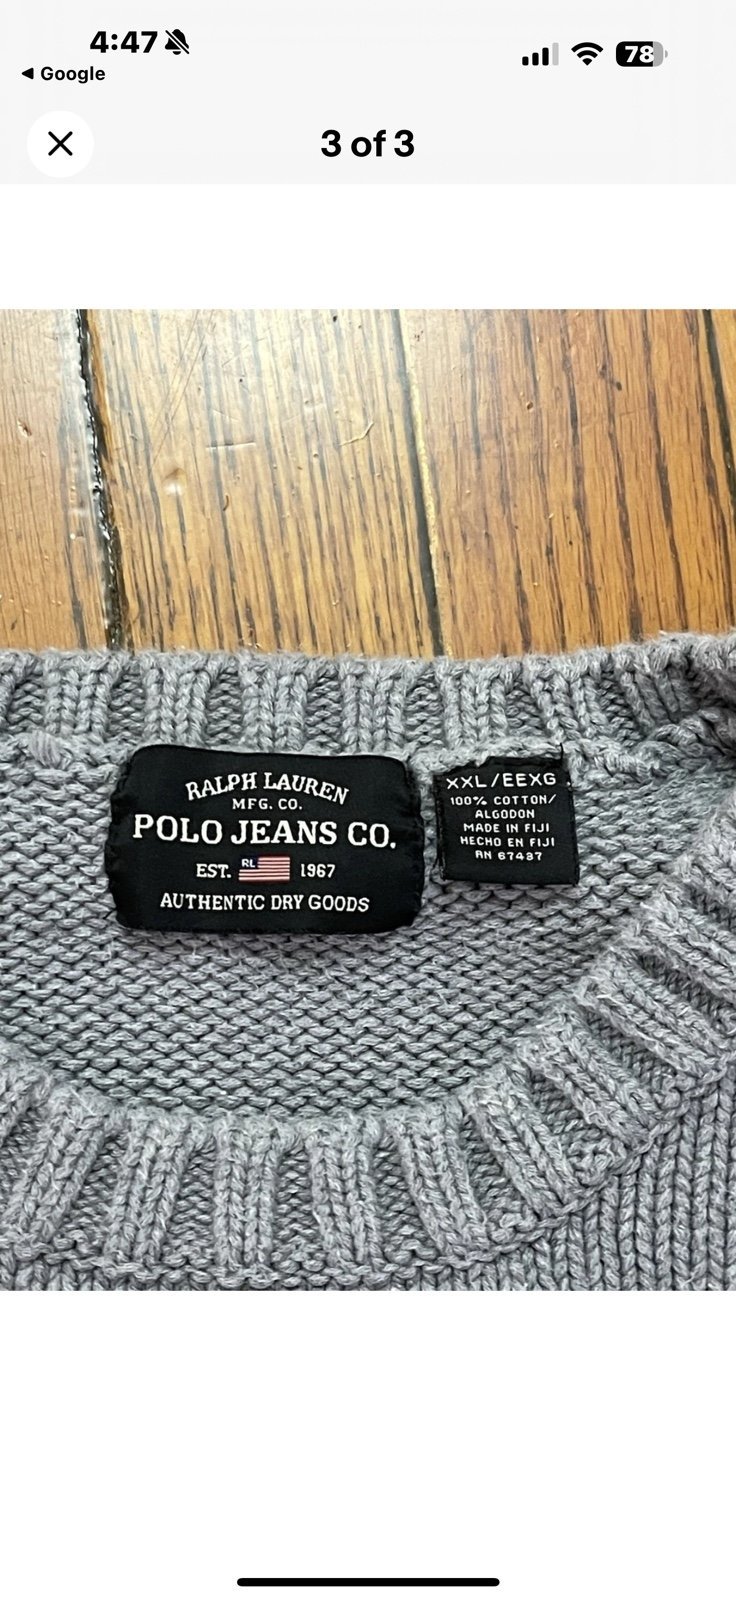 4:47
◀ Google
78
3 of 3
RALPH LAUREN
MFG. CO.
POLO JEANS CO.
EST. RL 1967
AUTHENTIC DRY GOODS
XXL/EEXG
100% COTTON/
ALGODON
MADE IN FIJI
HECHO EN FIJI
RN 67437